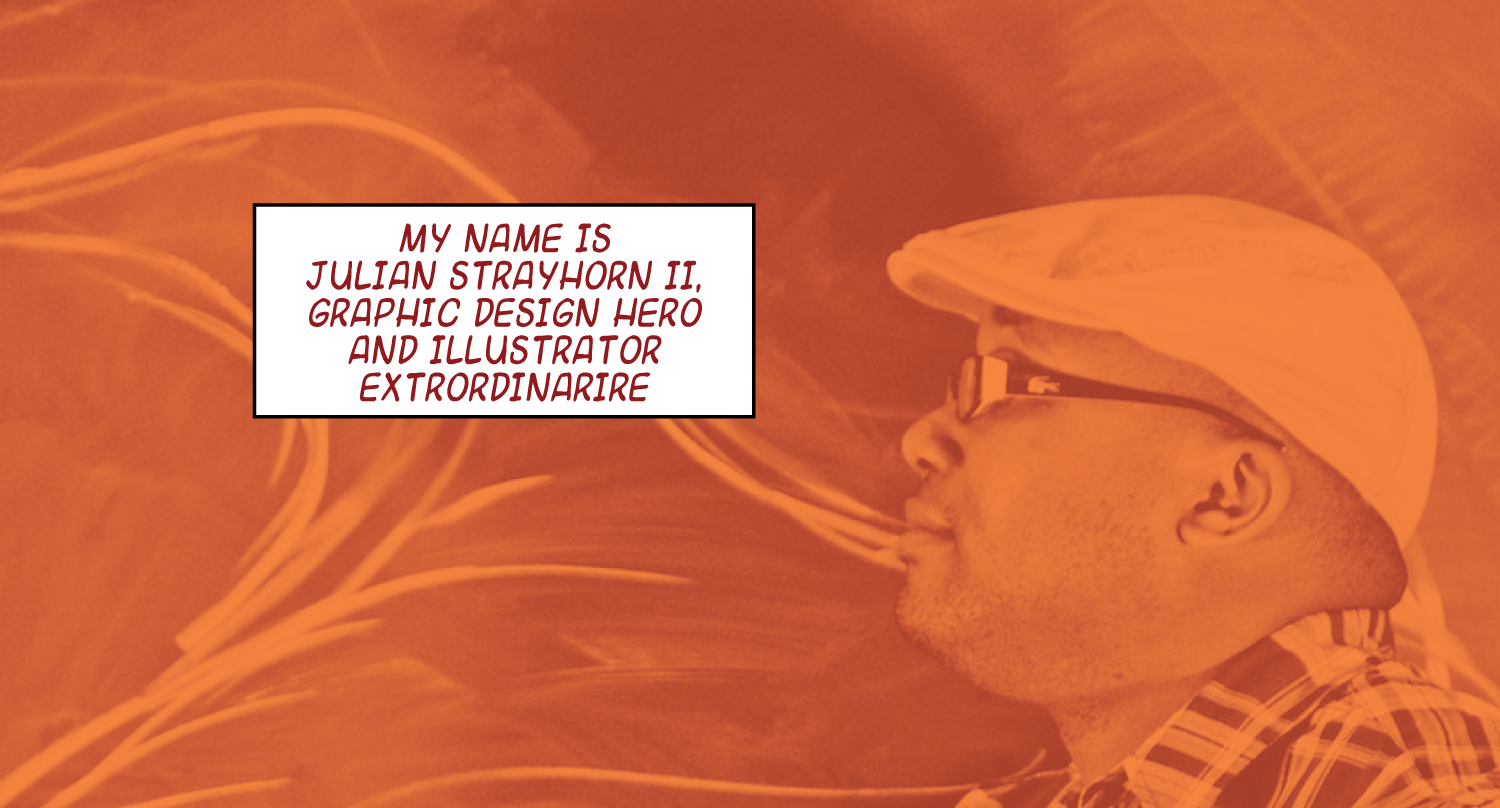 MY NAME IS
JULIAN STRAYHORN II,
GRAPHIC DESIGN HERO
AND ILLUSTRATOR
EXTRORDINARIRE